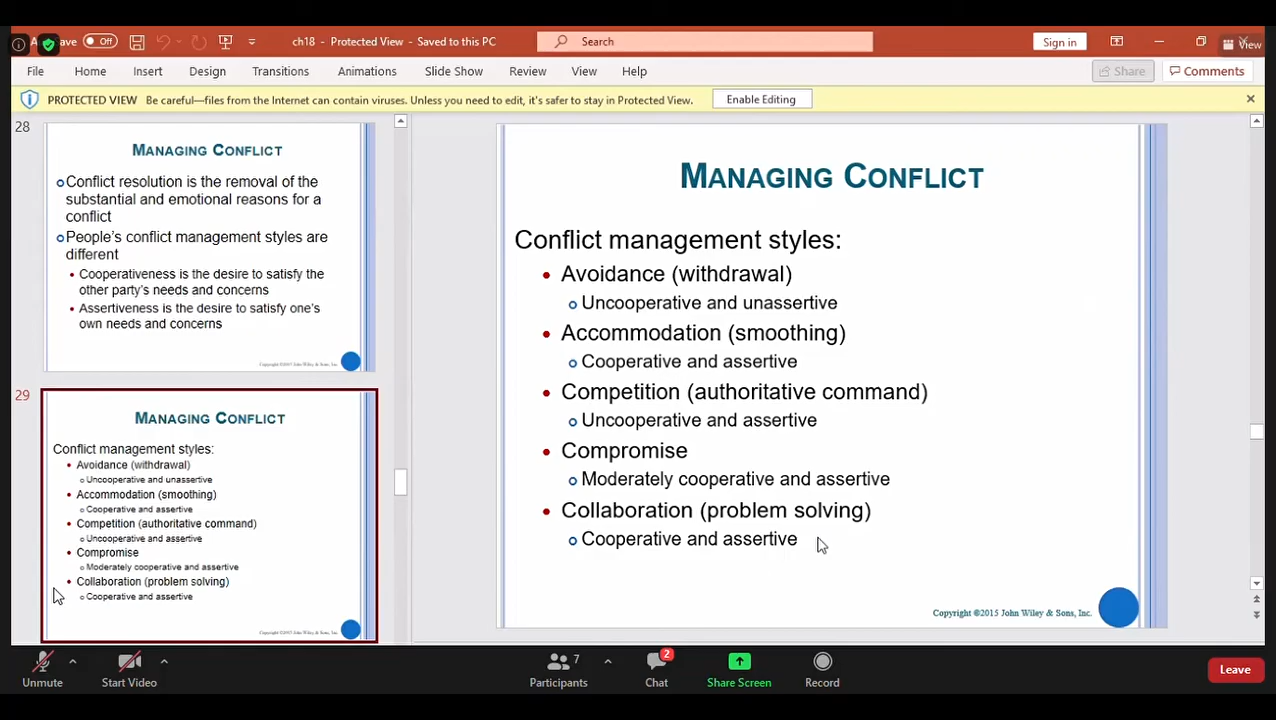 Save
Off
ch18 - Protected View - Saved to this PC
Search
Sign in
View
File
Home
Insert
Design
Transitions
Animations
Slide Show
Review
View
Help
Share
Comments
PROTECTED VIEW
Be careful—files from the Internet can contain viruses. Unless you need to edit, it's safer to stay in Protected View.
Enable Editing
28
MANAGING CONFLICT
Conflict resolution is the removal of the
substantial and emotional reasons for a
conflict
People's conflict management styles are
different
• Cooperativeness is the desire to satisfy the
other party's needs and concerns
• Assertiveness is the desire to satisfy one's
own needs and concerns
29
MANAGING CONFLICT
Conflict management styles:
• Avoidance (withdrawal)
Uncooperative and unassertive
• Accommodation (smoothing)
Cooperative and assertive
• Competition (authoritative command)
Uncooperative and assertive
• Compromise
Moderately cooperative and assertive
• Collaboration (problem solving)
Cooperative and assertive
MANAGING CONFLICT
Conflict management styles:
• Avoidance (withdrawal)
Uncooperative and unassertive
• Accommodation (smoothing)
Cooperative and assertive
• Competition (authoritative command)
Uncooperative and assertive
• Compromise
Moderately cooperative and assertive
• Collaboration (problem solving)
Cooperative and assertive
Copyright ©2015 John Wiley & Sons, Inc.
Unmute
Start Video
7
Participants
2
Chat
Share Screen
Record
Leave